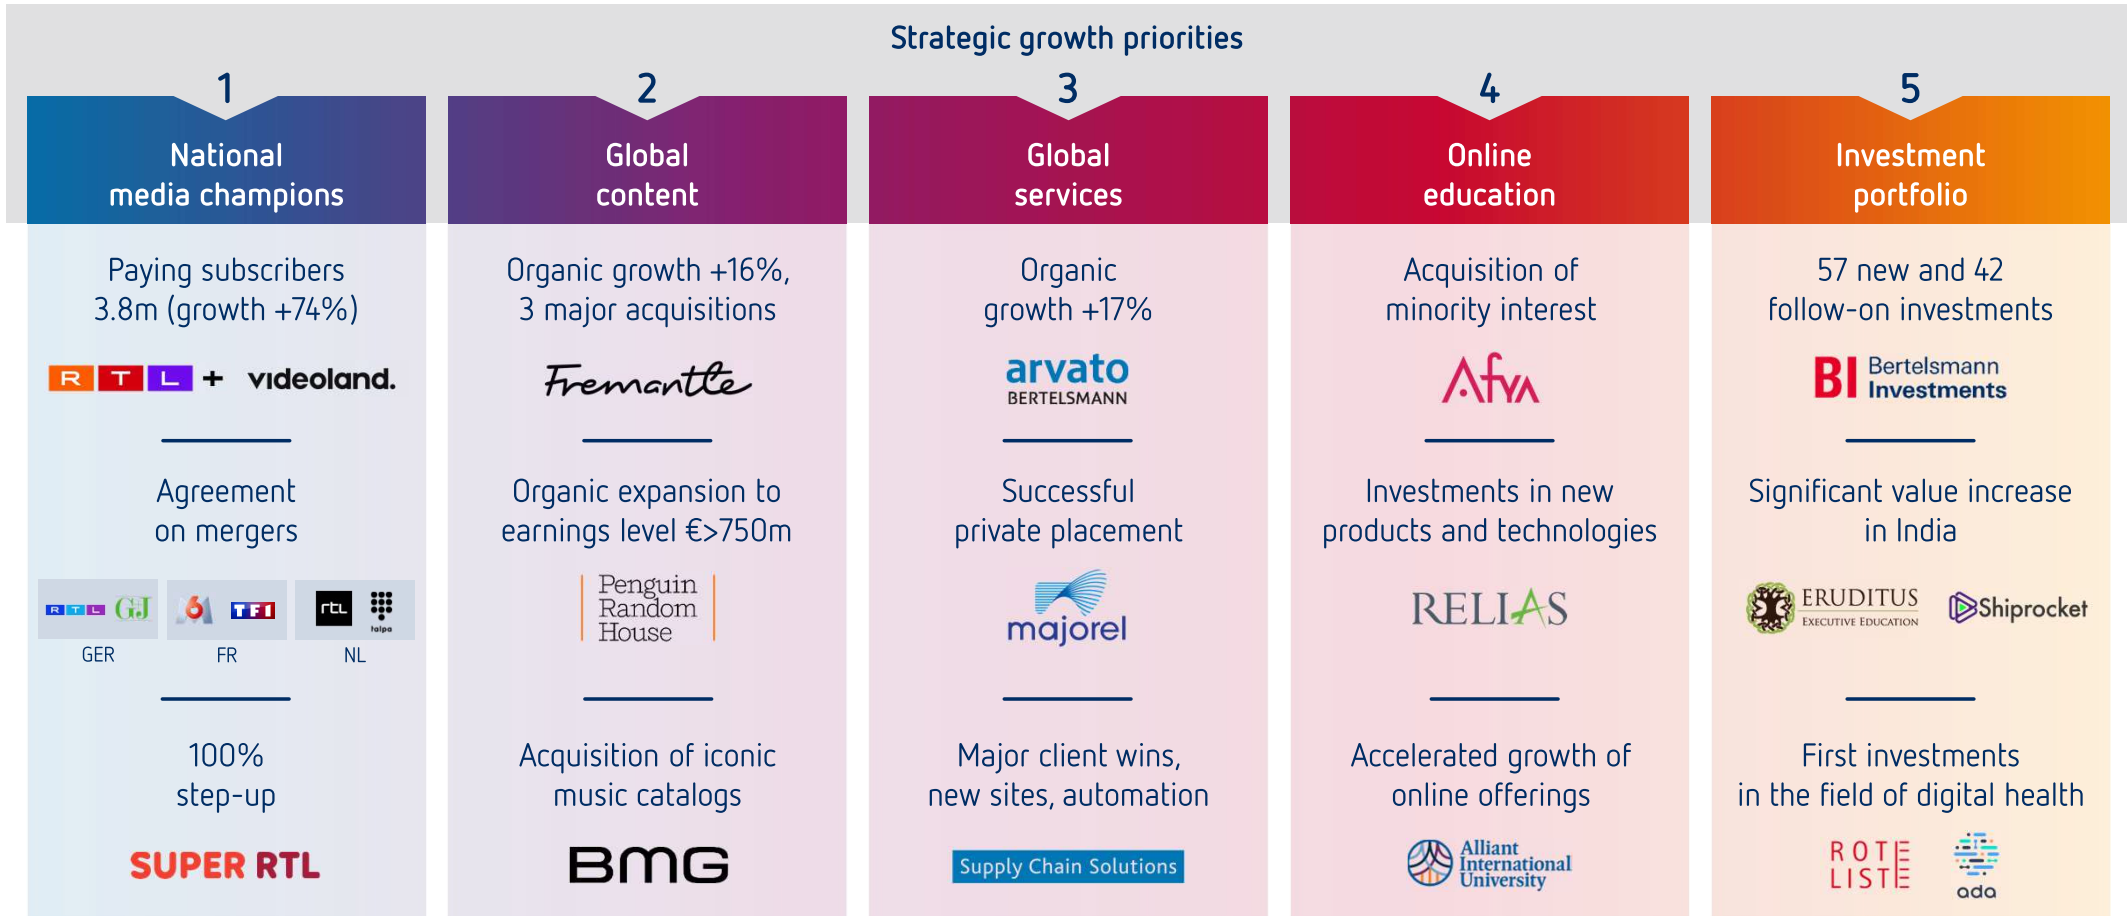 Strategic growth priorities
1
National
media champions
Paying subscribers
3.8m (growth +74%)
RTL + videoland.
Agreement
on mergers
RTL G+J
GER
M6 TF1
FR
rtl talpa
NL
100%
step-up
SUPER RTL
2
Global
content
Organic growth +16%,
3 major acquisitions
Fremantle
Organic expansion to
earnings level €>750m
Penguin
Random
House
Acquisition of iconic
music catalogs
BMG
3
Global
services
Organic
growth +17%
arvato
BERTELSMANN
Successful
private placement
majorel
Major client wins,
new sites, automation
Supply Chain Solutions
4
Online
education
Acquisition of
minority interest
Afya
Investments in new
products and technologies
RELIAS
Accelerated growth of
online offerings
Alliant
International
University
5
Investment
portfolio
57 new and 42
follow-on investments
BI Bertelsmann
Investments
Significant value increase
in India
ERUDITUS
EXECUTIVE EDUCATION
Shiprocket
First investments
in the field of digital health
ROTE
LISTE
ada